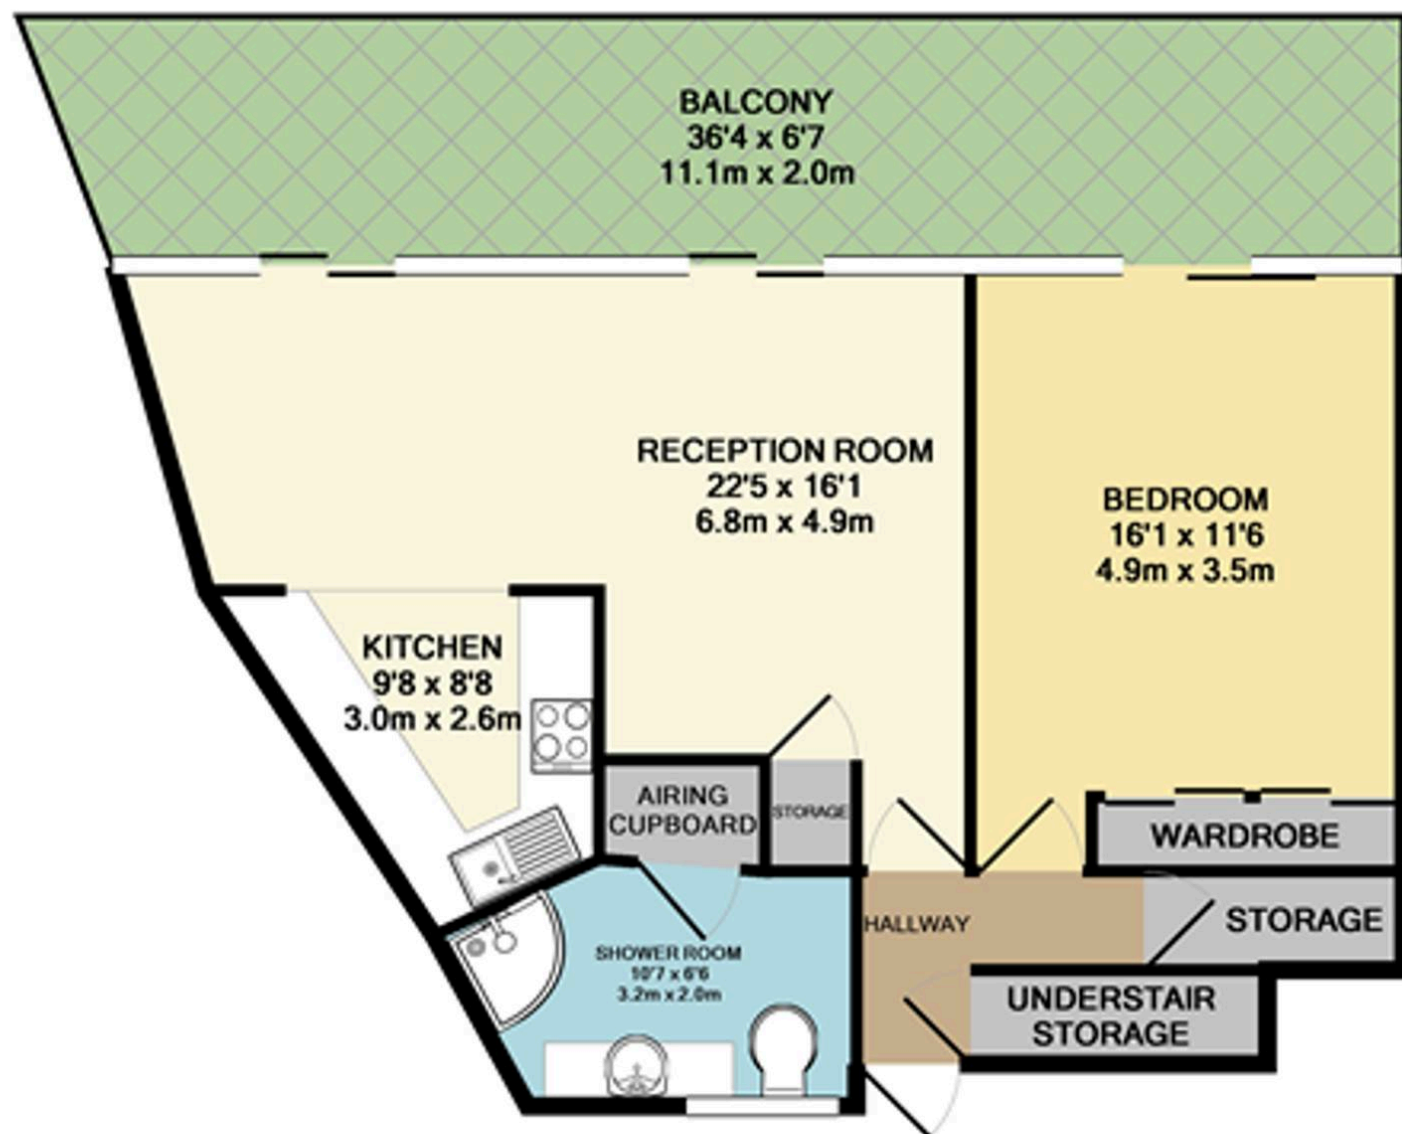 BALCONY
36'4 x 6'7
11.1m x 2.0m
RECEPTION ROOM
22'5 x 16'1
6.8m x 4.9m
BEDROOM
16'1 x 11'6
4.9m x 3.5m
KITCHEN
9'8 x 8'8
3.0m x 2.6m
AIRING
CUPBOARD
STORAGE
WARDROBE
HALLWAY
STORAGE
SHOWER ROOM
10'7 x 6'6
3.2m x 2.0m
UNDERSTAIR
STORAGE